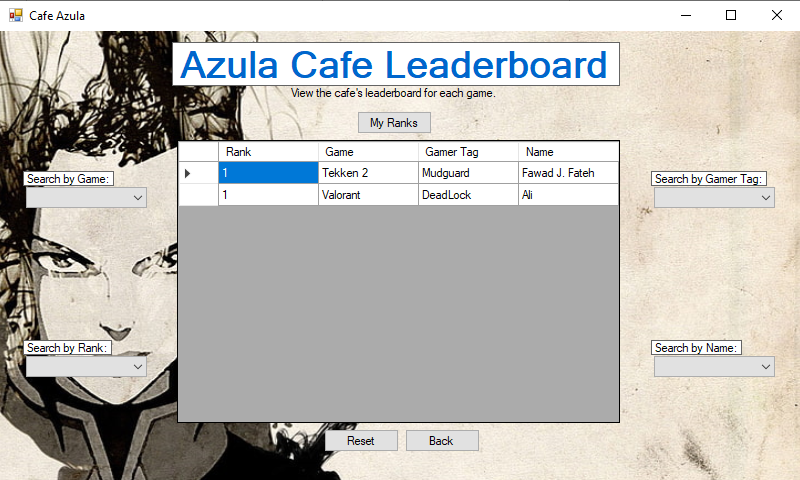 Cafe Azula
Azula Cafe Leaderboard
View the cafe's leaderboard for each game.
My Ranks
Rank Game Gamer Tag Name
1 Tekken 2 Mudguard Fawad J. Fateh
1 Valorant DeadLock Ali
Search by Game:
Search by Gamer Tag:
Search by Rank:
Search by Name:
Reset Back